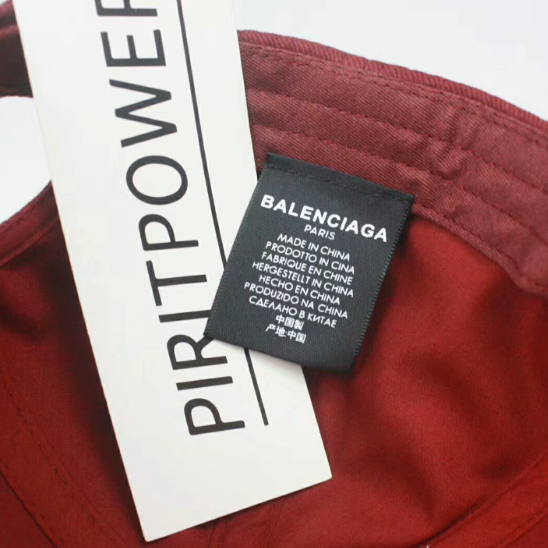 PIRITPOWER
BALENCIAGA
PARIS
MADE IN CHINA
PRODOTTO IN CINA
FABRIQUE EN CHINE
HERGESTELLT IN CHINA
HECHO EN CHINA
PRODUZIDO NA CHINA
СДЕЛАНО В КИТАЕ
中国製
产地:中国